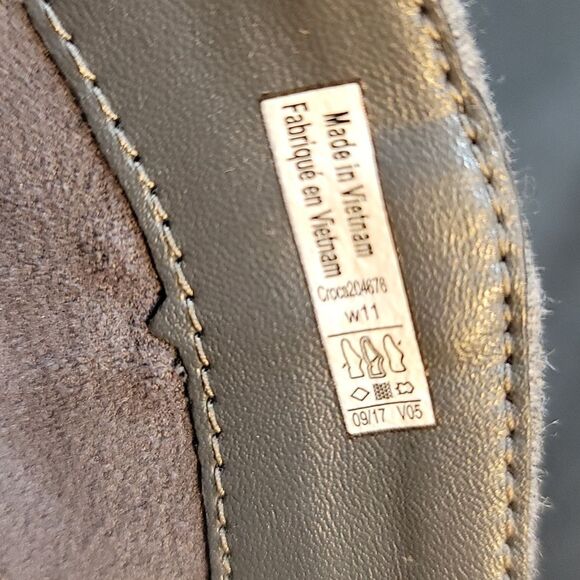 Made in Vietnam
Fabriqué en Vietnam
Crocs204678
w11
09/17 V05